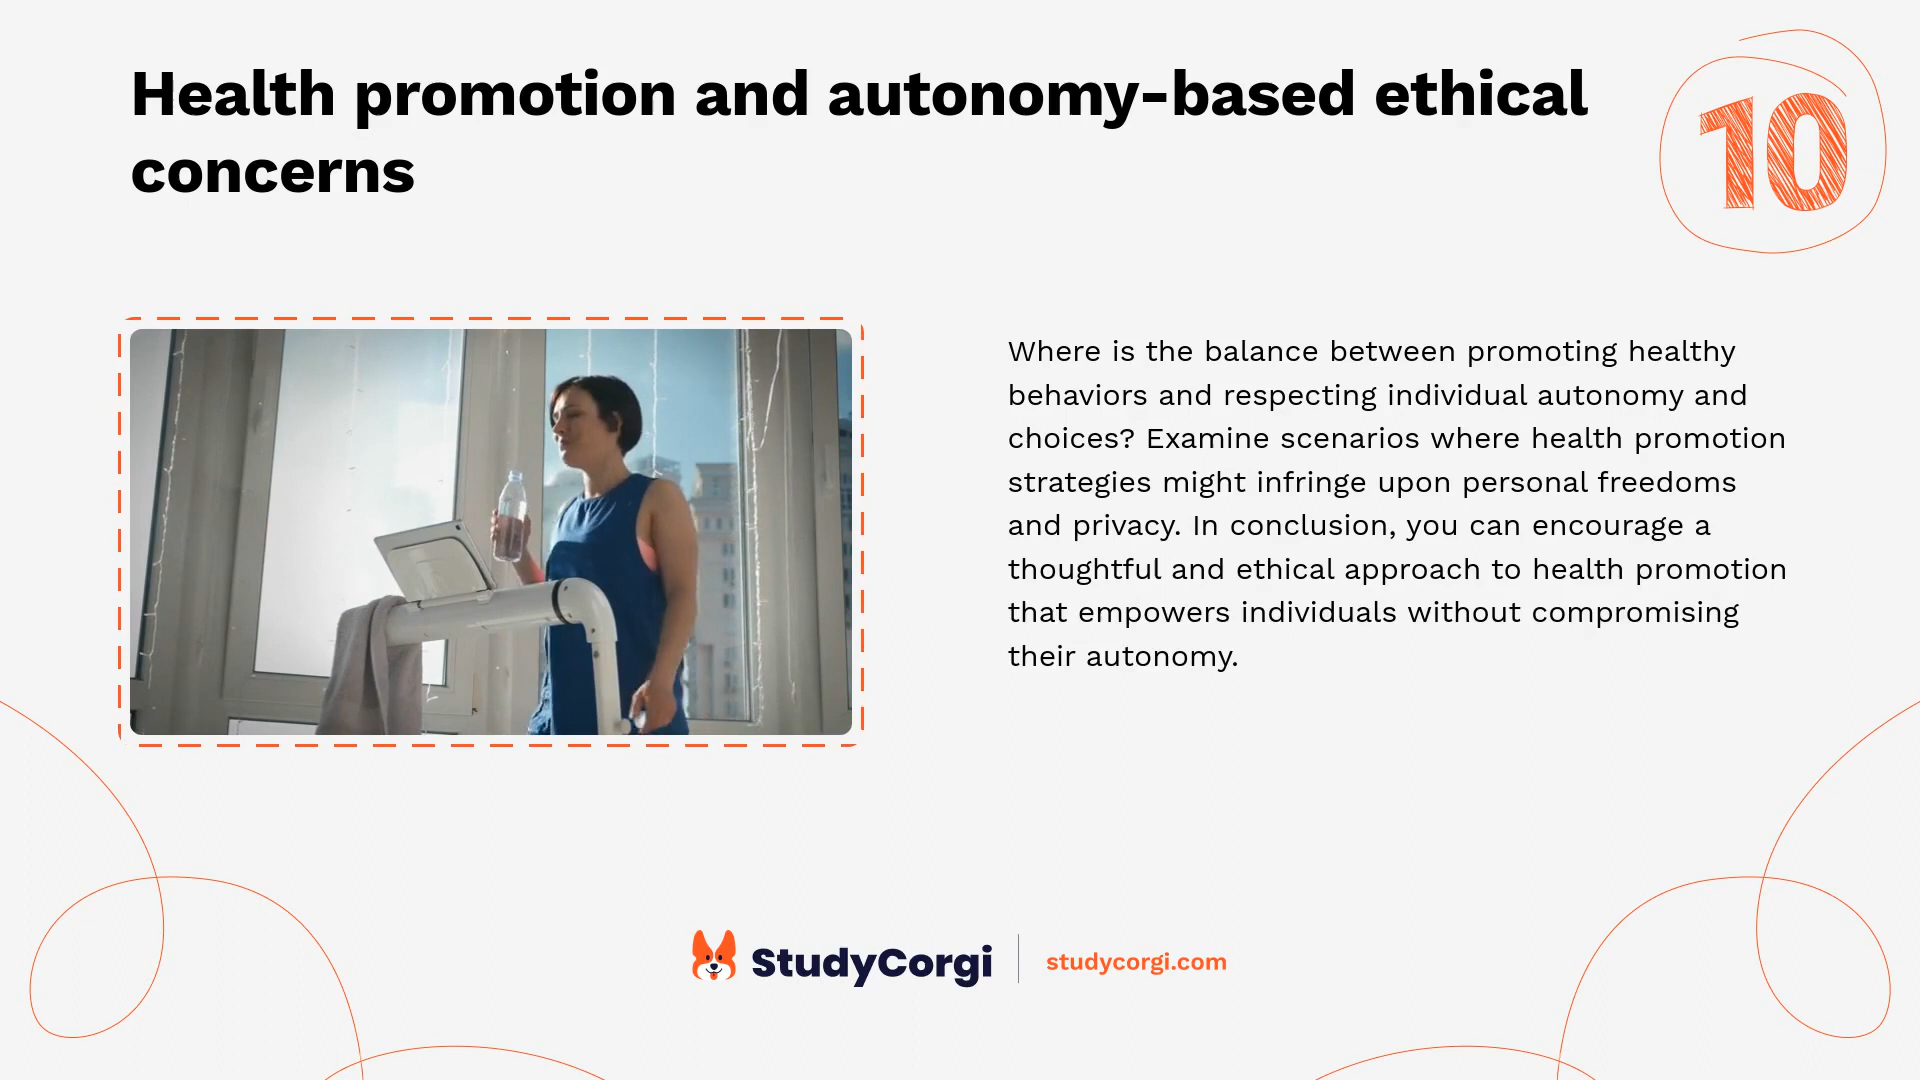 Health promotion and autonomy-based ethical
concerns
10
Where is the balance between promoting healthy
behaviors and respecting individual autonomy and
choices? Examine scenarios where health promotion
strategies might infringe upon personal freedoms
and privacy. In conclusion, you can encourage a
thoughtful and ethical approach to health promotion
that empowers individuals without compromising
their autonomy.
StudyCorgi
studycorgi.com